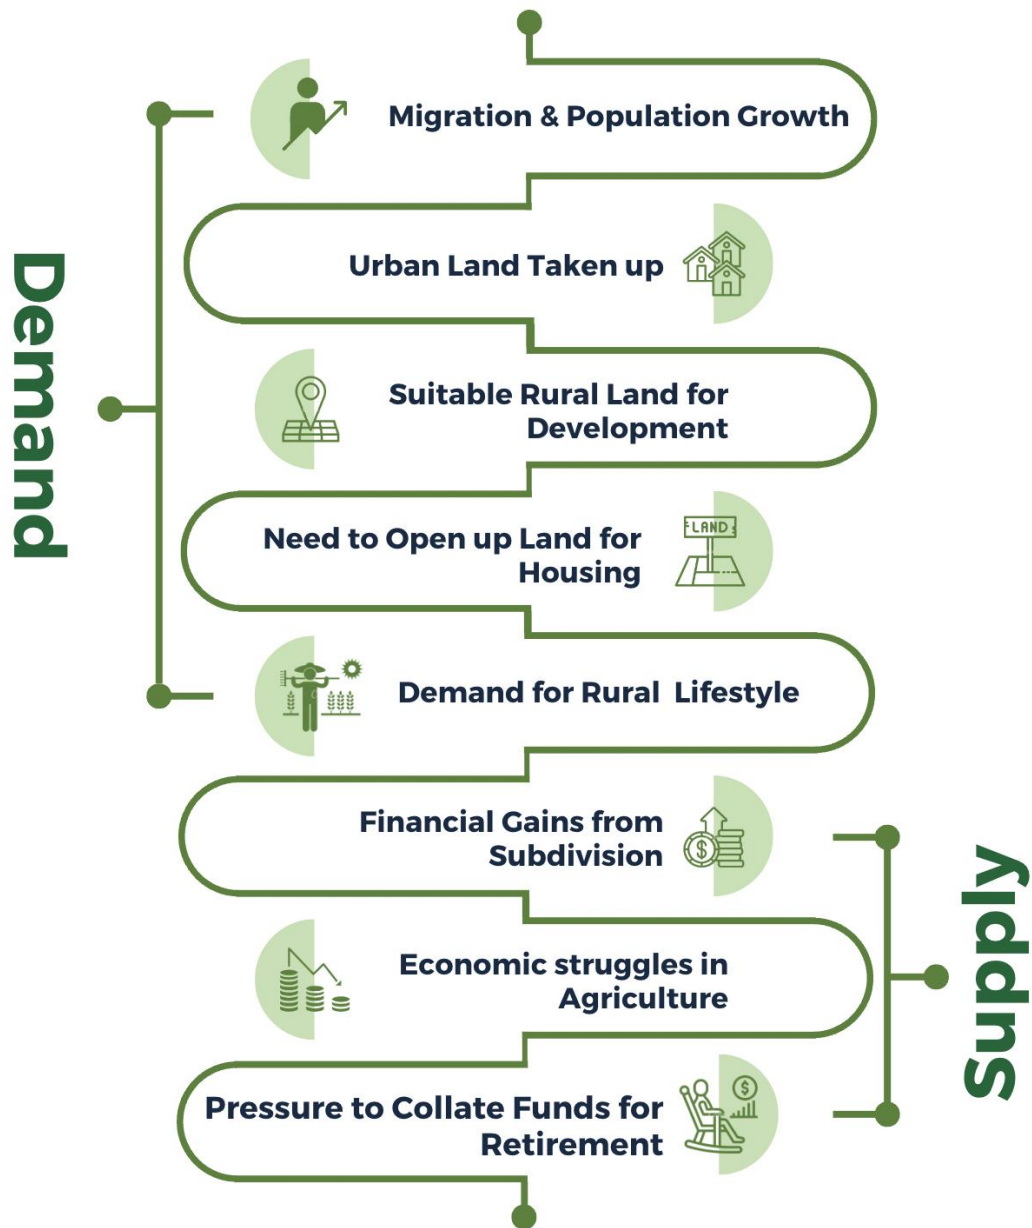 Demand
Migration & Population Growth
Urban Land Taken up
Suitable Rural Land for
Development
Need to Open up Land for
Housing
LAND
Demand for Rural Lifestyle
Supply
Financial Gains from
Subdivision
$
Economic struggles in
Agriculture
Pressure to Collate Funds for
Retirement
$